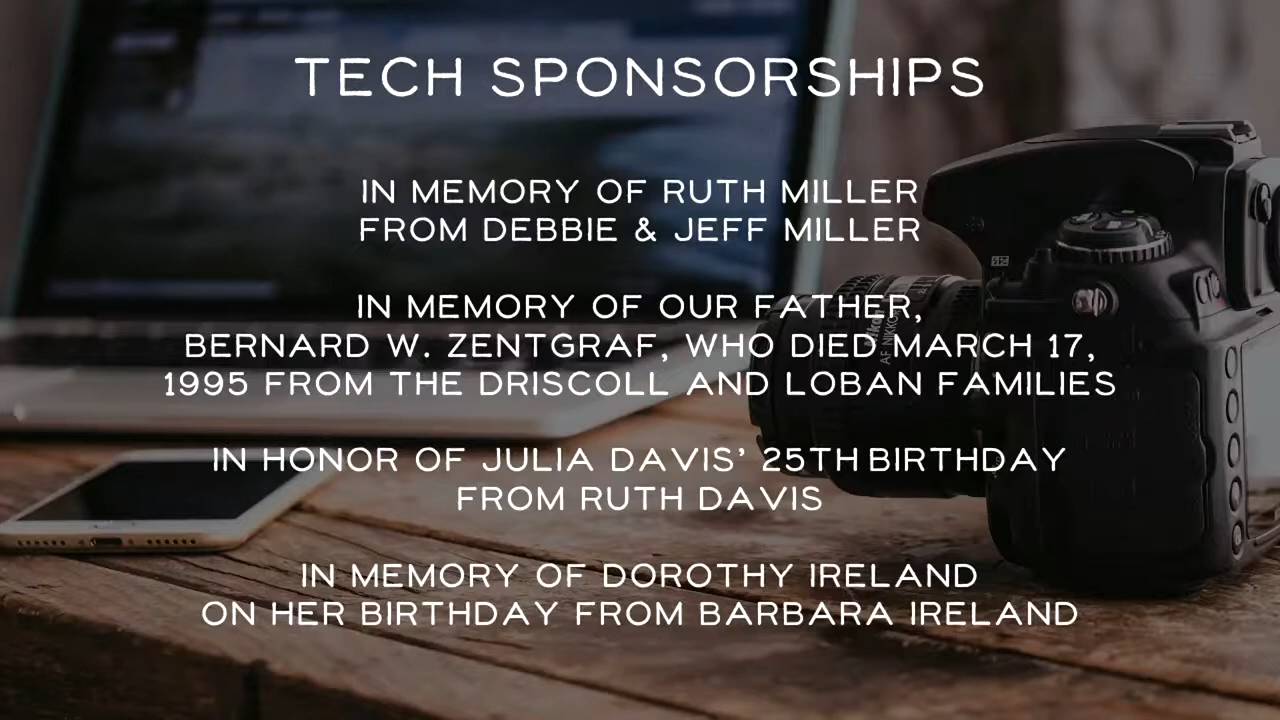 TECH SPONSORSHIPS
IN MEMORY OF RUTH MILLER
FROM DEBBIE & JEFF MILLER
IN MEMORY OF OUR FATHER,
BERNARD W. ZENTGRAF, WHO DIED MARCH 17,
1995 FROM THE DRISCOLL AND LOBAN FAMILIES
IN HONOR OF JULIA DAVIS' 25TH BIRTHDAY
FROM RUTH DAVIS
IN MEMORY OF DOROTHY IRELAND
ON HER BIRTHDAY FROM BARBARA IRELAND